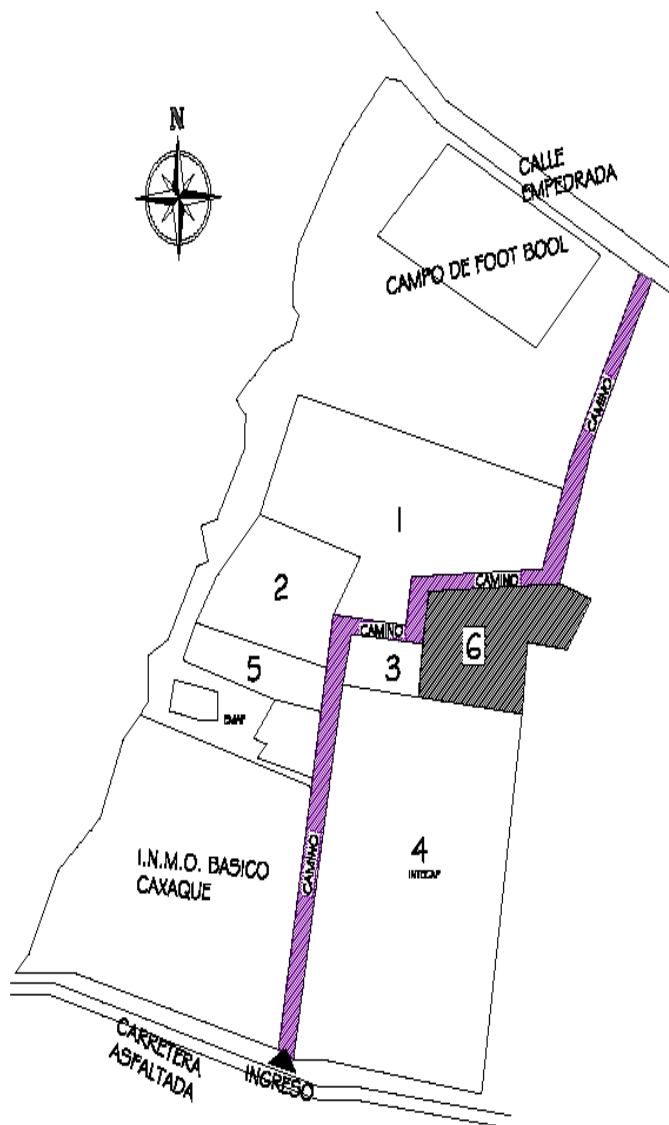 N
CALLE
EMPEDRADA
CAMPO DE FOOT BOOL
CAMINO
1
CAMINO
2
CAMINO
6
3
5
4
INTECAP
CAMINO
I.N.M.O. BASICO
CAXAQUE
CARRETERA
ASFALTADA
INGRESO